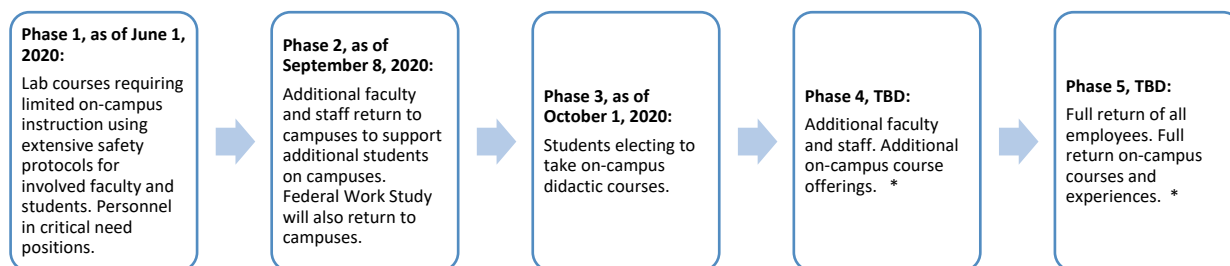 Phase 1, as of June 1,
2020:
Lab courses requiring
limited on-campus
instruction using
extensive safety
protocols for
involved faculty and
students. Personnel
in critical need
positions.
Phase 2, as of
September 8, 2020:
Additional faculty
and staff return to
campuses to support
additional students
on campuses.
Federal Work Study
will also return to
campuses.
Phase 3, as of
October 1, 2020:
Students electing to
take on-campus
didactic courses.
Phase 4, TBD:
Additional faculty
and staff. Additional
on-campus course
offerings.  *
Phase 5, TBD:
Full return of all
employees. Full
return on-campus
courses and
experiences.  *